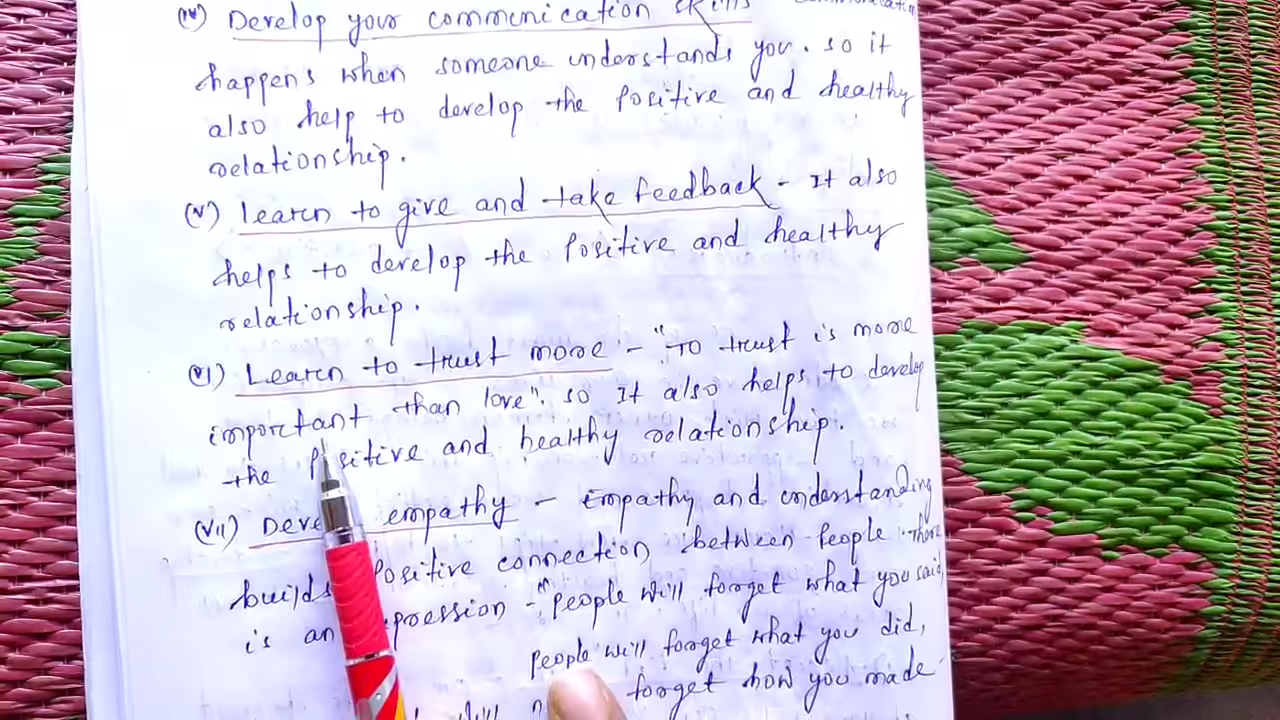 (iv) Develop your communication skills communication
happens when someone understands you. so it
also help to develop the positive and healthy
relationship.
(v) Learn to give and take feedback - It also
helps to develop the positive and healthy
relationship.
(vi) Learn to trust more - "To trust is more
important than love". so It also helps to develop
the positive and healthy relationship.
(vii) Deve empathy - Empathy and understanding
builds positive connection between people. there
is an pression - "People will forget what you said,
people will forget what you did,
will n forget how you made